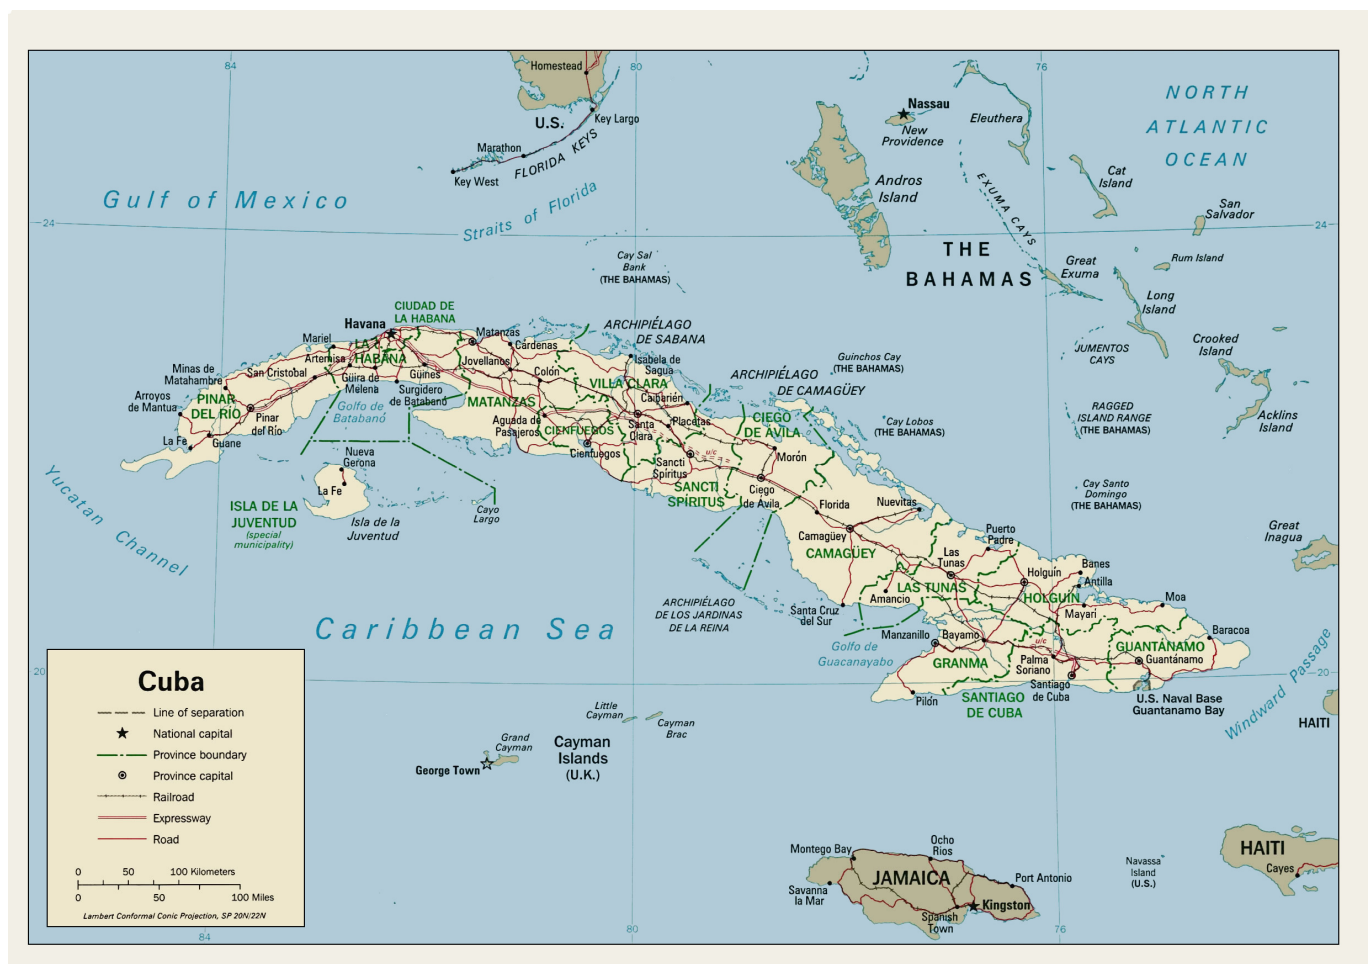 84
80
76
Homestead
U.S.
Key Largo
Marathon
FLORIDA KEYS
Key West
Gulf of Mexico
Straits of Florida
Nassau
New
Providence
Eleuthera
NORTH
ATLANTIC
OCEAN
Andros
Island
EXUMA CAYS
Cat
Island
San
Salvador
24
24
THE
BAHAMAS
Great
Exuma
Rum Island
Long
Island
Cay Sal
Bank
(THE BAHAMAS)
Crooked
Island
JUMENTOS
CAYS
Acklins
Island
RAGGED
ISLAND RANGE
(THE BAHAMAS)
Guinchos Cay
(THE BAHAMAS)
Cay Lobos
(THE BAHAMAS)
Cay Santo
Domingo
(THE BAHAMAS)
Great
Inagua
CIUDAD DE
LA HABANA
Havana
Mariel
Artemisa
LA
HABANA
Matanzas
Cárdenas
ARCHIPIÉLAGO
DE SABANA
Isabela de
Sagua
Jovellanos
Colón
VILLA CLARA
ARCHIPIÉLAGO
DE CAMAGÜEY
Minas de
Matahambre
San Cristobal
Güira de
Melena
Güines
Surgidero
de Batabanó
Arroyos
de Mantua
PINAR
DEL RÍO
Pinar
del Río
La Fe
Guane
Golfo de
Batabanó
MATANZAS
Aguada de
Pasajeros
CIENFUEGOS
Cienfuegos
Santa
Clara
Caibarién
Placetas
CIEGO
DE ÁVILA
u/c
Morón
Sancti
Spíritus
SANCTI
SPÍRITUS
Ciego
de Avila
Nueva
Gerona
La Fe
ISLA DE LA
JUVENTUD
(special
municipality)
Isla de la
Juventud
Cayo
Largo
Yucatan Channel
Florida
Nuevitas
Camagüey
CAMAGÜEY
Puerto
Padre
Las
Tunas
LAS TUNAS
Amancio
Holguín
HOLGUÍN
Banes
Antilla
Mayarí
Moa
Baracoa
ARCHIPIÉLAGO
DE LOS JARDINAS
DE LA REINA
Santa Cruz
del Sur
Golfo de
Guacanayabo
Manzanillo
Bayamo
GRANMA
Pilón
u/c
Palma
Soriano
Santiago
de Cuba
SANTIAGO
DE CUBA
GUANTÁNAMO
Guantánamo
U.S. Naval Base
Guantanamo Bay
Windward Passage
Caribbean Sea
20
20
HAITI
Little
Cayman
Cayman
Brac
Grand
Cayman
George Town
Cayman
Islands
(U.K.)
Cuba
Line of separation
National capital
Province boundary
Province capital
Railroad
Expressway
Road
0 50 100 Kilometers
0 50 100 Miles
Lambert Conformal Conic Projection, SP 20N/22N
Montego Bay
Ocho
Rios
JAMAICA
Port Antonio
Savanna
la Mar
Spanish
Town
Kingston
Navassa
Island
(U.S.)
HAITI
Cayes
84
80
76